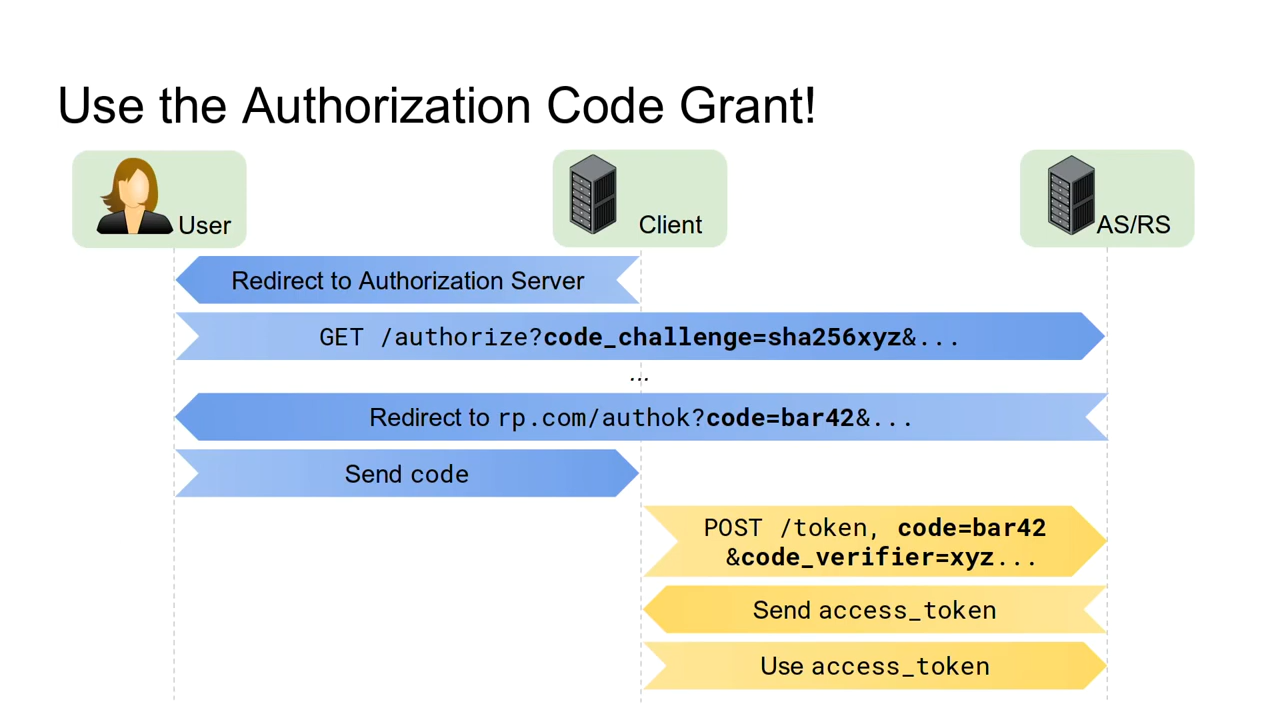 Use the Authorization Code Grant!
User
Client
AS/RS
Redirect to Authorization Server
GET /authorize?code_challenge=sha256xyz&...
...
Redirect to rp.com/authok?code=bar42&...
Send code
POST /token, code=bar42
&code_verifier=xyz...
Send access_token
Use access_token